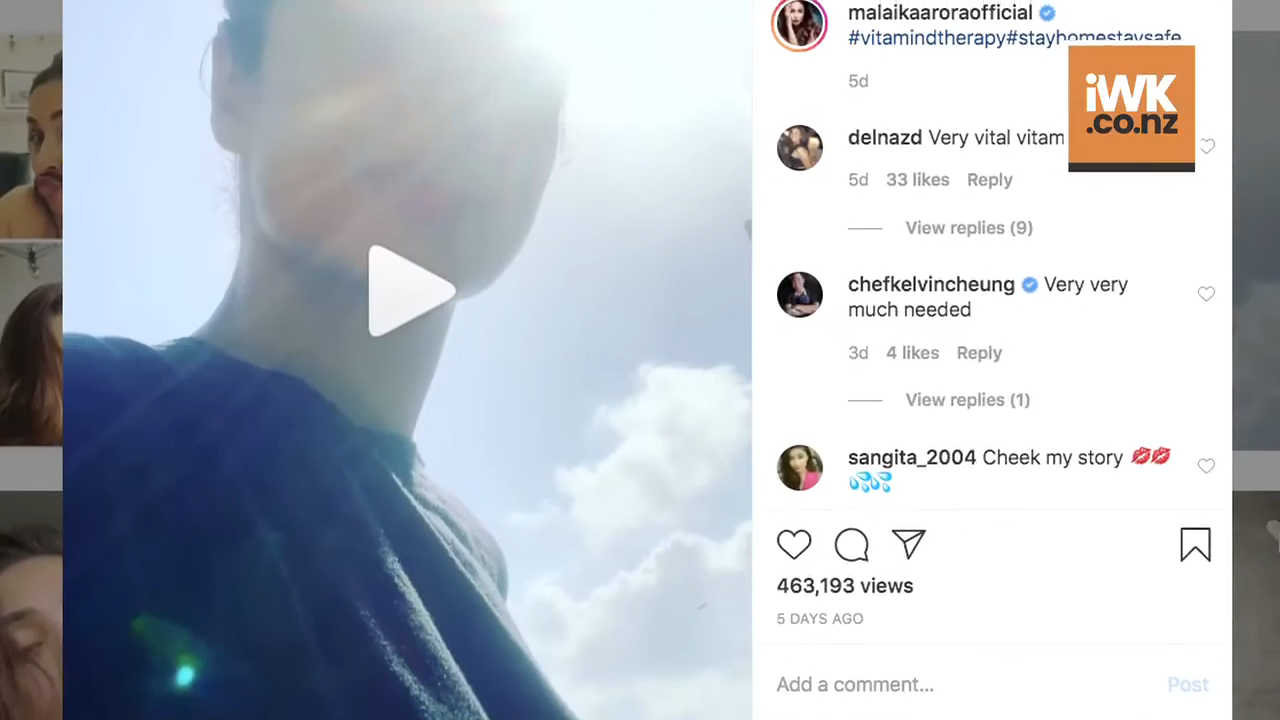 malaikaaroraofficial
#vitamindtherapy#stayhomestaysafe
5d
iWK
.co.nz
delnazd Very vital vitam
5d 33 likes Reply
View replies (9)
chefkelvincheung Very very
much needed
3d 4 likes Reply
View replies (1)
sangita_2004 Cheek my story 💋💋
💦💦
463,193 views
5 DAYS AGO
Add a comment... Post